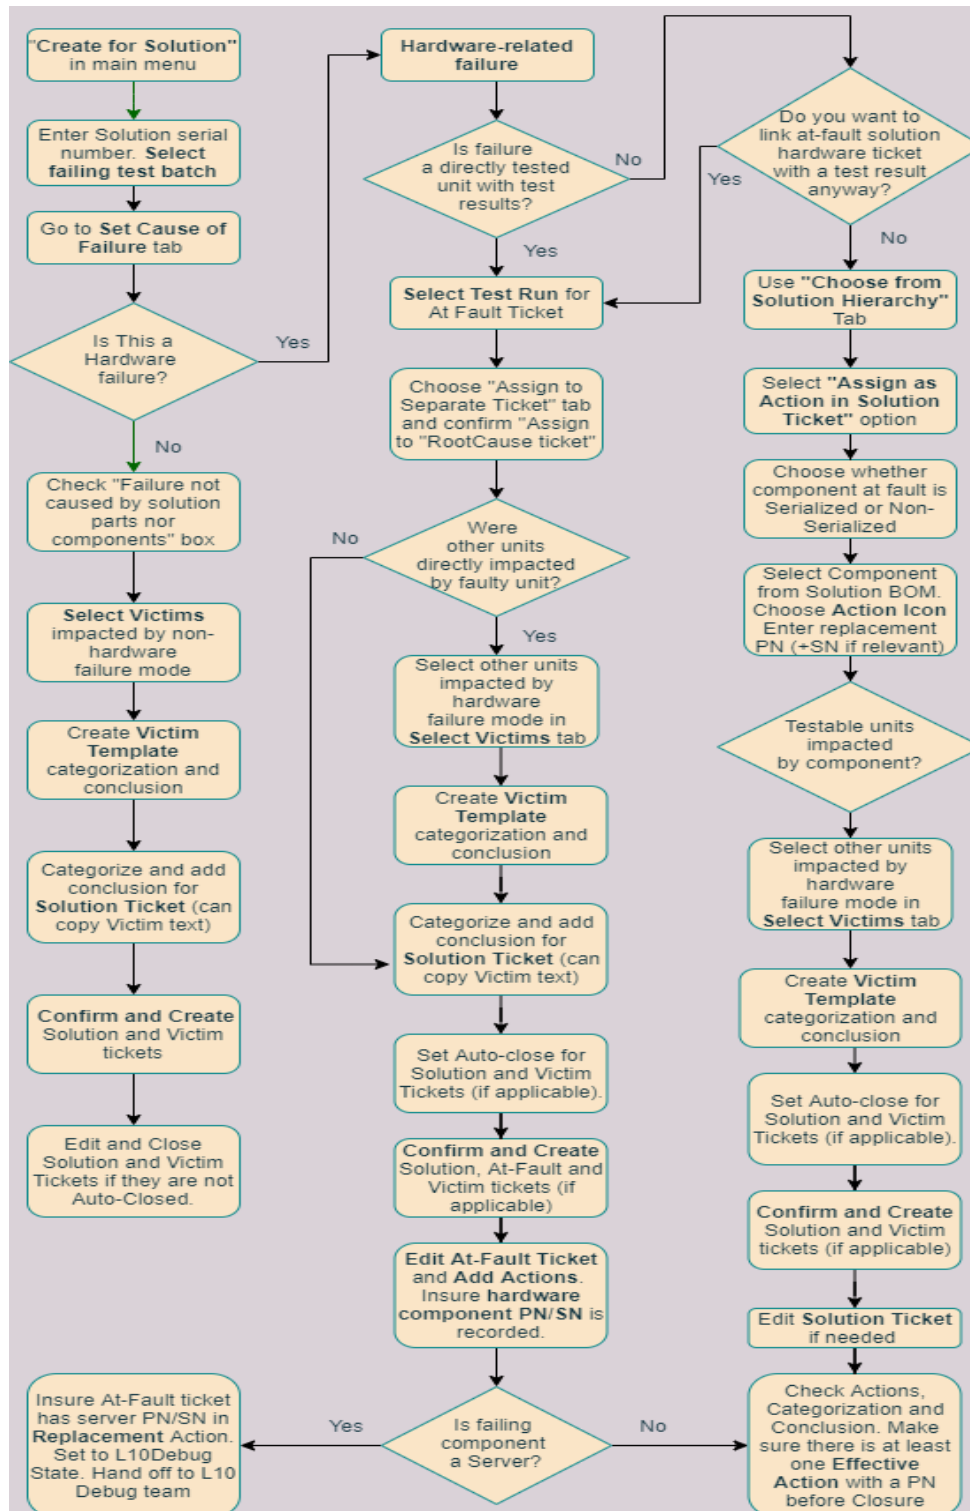 "Create for Solution"
in main menu
Enter Solution serial
number. Select
failing test batch
Go to Set Cause of
Failure tab
Is This a
Hardware
failure?
Yes
No
Check "Failure not
caused by solution
parts nor
components" box
Select Victims
impacted by non-
hardware
failure mode
Create Victim
Template
categorization and
conclusion
Categorize and add
conclusion for
Solution Ticket (can
copy Victim text)
Confirm and Create
Solution and Victim
tickets
Edit and Close
Solution and Victim
Tickets if they are not
Auto-Closed.
Hardware-related
failure
Is failure
a directly tested
unit with test
results?
No
Yes
Select Test Run for
At Fault Ticket
Choose "Assign to
Separate Ticket" tab
and confirm "Assign
to "RootCause ticket"
Were
other units
directly impacted
by faulty unit?
No
Yes
Select other units
impacted by
hardware
failure mode in
Select Victims tab
Create Victim
Template
categorization and
conclusion
Categorize and add
conclusion for
Solution Ticket (can
copy Victim text)
Set Auto-close for
Solution and Victim
Tickets (if applicable).
Confirm and Create
Solution, At-Fault and
Victim tickets (if
applicable)
Edit At-Fault Ticket
and Add Actions.
Insure hardware
component PN/SN is
recorded.
Is failing
component
a Server?
Yes
No
Insure At-Fault ticket
has server PN/SN in
Replacement Action.
Set to L10Debug
State. Hand off to L10
Debug team
Do you want to
link at-fault solution
hardware ticket
with a test result
anyway?
Yes
No
Use "Choose from
Solution Hierarchy"
Tab
Select "Assign as
Action in Solution
Ticket" option
Choose whether
component at fault is
Serialized or Non-
Serialized
Select Component
from Solution BOM.
Choose Action Icon
Enter replacement
PN (+SN if relevant)
Testable units
impacted
by component?
Select other units
impacted by
hardware
failure mode in
Select Victims tab
Create Victim
Template
categorization and
conclusion
Set Auto-close for
Solution and Victim
Tickets (if applicable).
Confirm and Create
Solution and Victim
tickets (if applicable)
Edit Solution Ticket
if needed
Check Actions,
Categorization and
Conclusion. Make
sure there is at least
one Effective
Action with a PN
before Closure